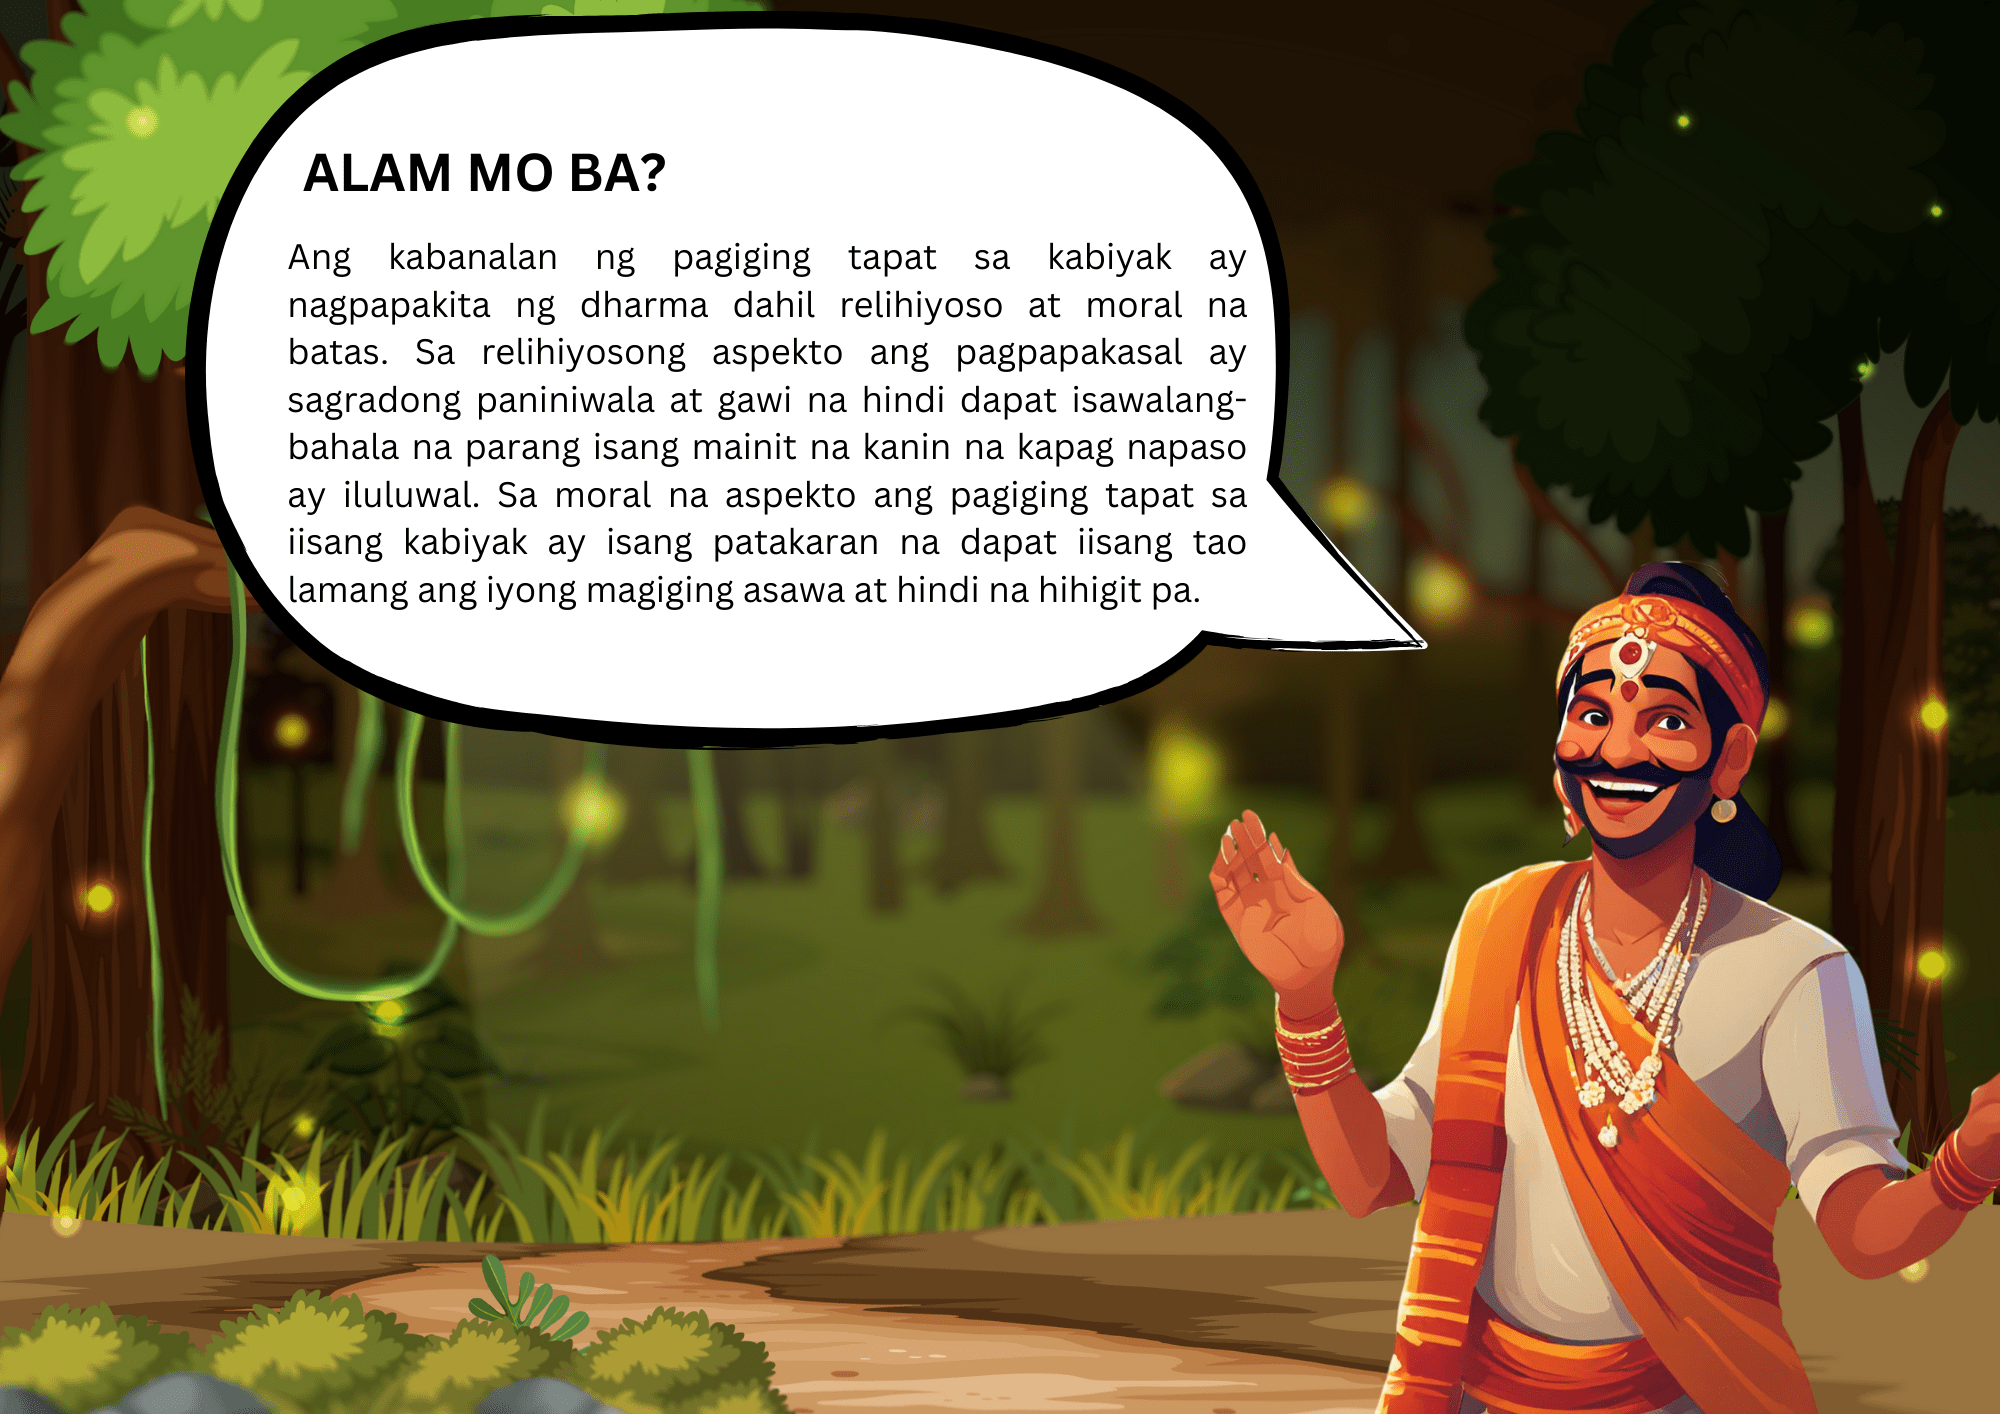 ALAM MO BA?
Ang kabanalan ng pagiging tapat sa kabiyak ay
nagpapakita ng dharma dahil relihiyoso at moral na
batas. Sa relihiyosong aspekto ang pagpapakasal ay
sagradong paniniwala at gawi na hindi dapat isawalang-
bahala na parang isang mainit na kanin na kapag napaso
ay iluluwal. Sa moral na aspekto ang pagiging tapat sa
iisang kabiyak ay isang patakaran na dapat iisang tao
lamang ang iyong magiging asawa at hindi na hihigit pa.